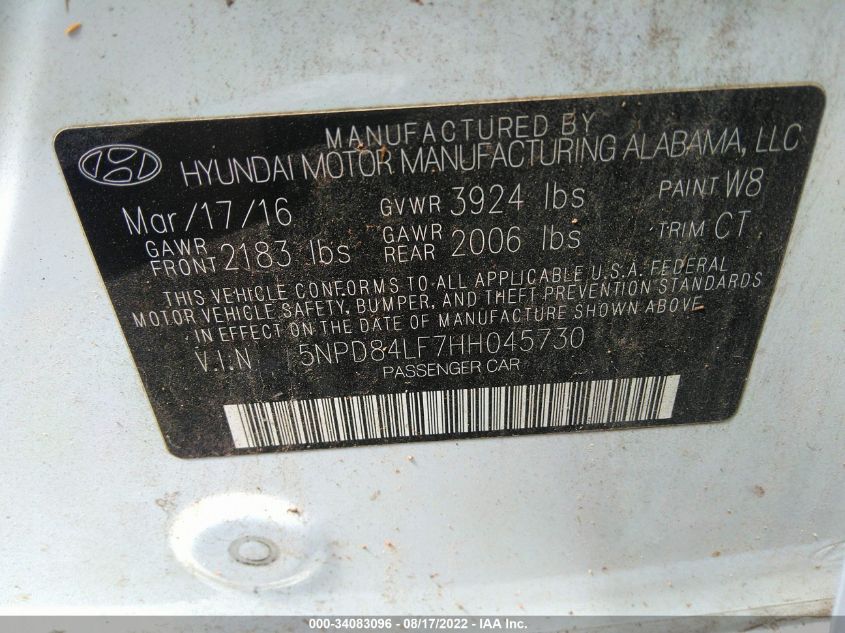 MANUFACTURED BY
HYUNDAI MOTOR MANUFACTURING ALABAMA, LLC
Mar/17/16 GVWR 3924 lbs PAINT W8
GAWR FRONT 2183 lbs GAWR REAR 2006 lbs TRIM CT
THIS VEHICLE CONFORMS TO ALL APPLICABLE U.S.A. FEDERAL
MOTOR VEHICLE SAFETY, BUMPER, AND THEFT PREVENTION STANDARDS
IN EFFECT ON THE DATE OF MANUFACTURE SHOWN ABOVE
V.I.N 5NPD84LF7HH045730
PASSENGER CAR
000-34083096 - 08/17/2022 - IAA Inc.